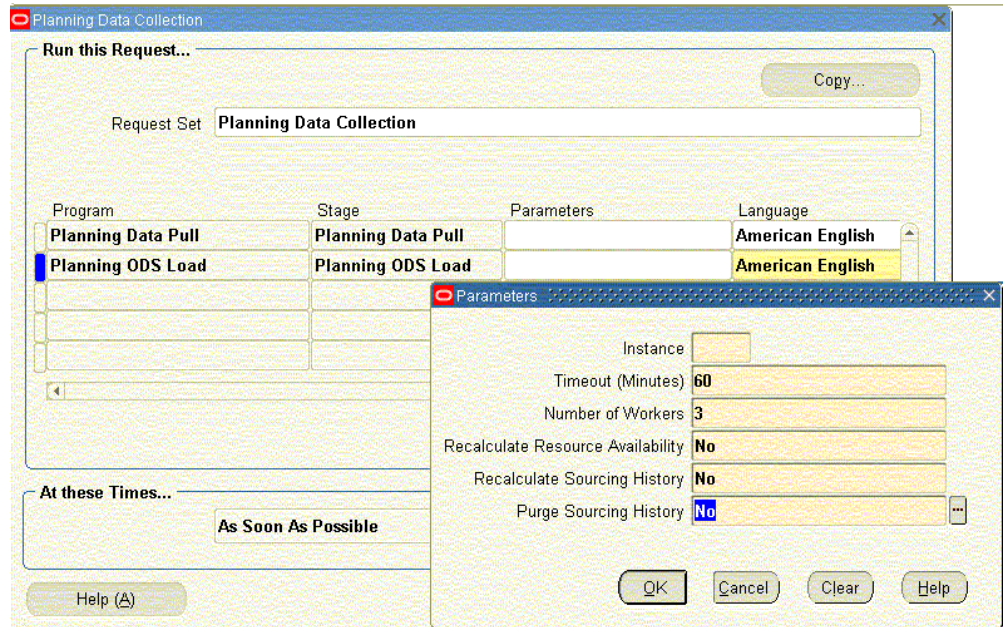 Planning Data Collection
Run this Request...
Copy...
Request Set Planning Data Collection
Program Stage Parameters Language
Planning Data Pull Planning Data Pull American English
Planning ODS Load Planning ODS Load American English
Parameters
Instance
Timeout (Minutes) 60
Number of Workers 3
Recalculate Resource Availability No
Recalculate Sourcing History No
Purge Sourcing History No
At these Times...
As Soon As Possible
OK Cancel Clear Help
Help (A)